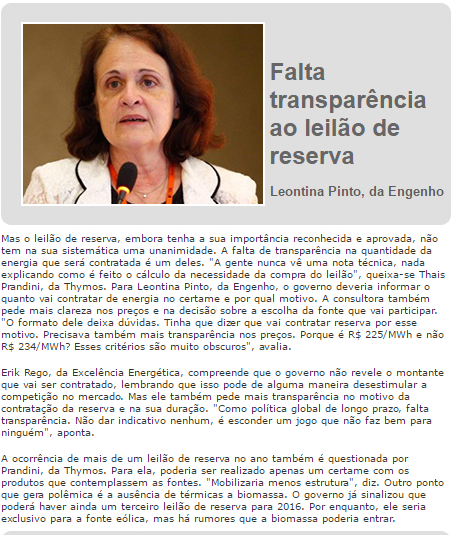 Falta
transparência
ao leilão de
reserva
Leontina Pinto, da Engenho
Mas o leilão de reserva, embora tenha a sua importância reconhecida e aprovada, não
tem na sua sistemática uma unanimidade. A falta de transparência na quantidade da
energia que será contratada é um deles. "A gente nunca vê uma nota técnica, nada
explicando como é feito o cálculo da necessidade da compra do leilão", queixa-se Thais
Prandini, da Thymos. Para Leontina Pinto, da Engenho, o governo deveria informar o
quanto vai contratar de energia no certame e por qual motivo. A consultora também
pede mais clareza nos preços e na decisão sobre a escolha da fonte que vai participar.
"O formato dele deixa dúvidas. Tinha que dizer que vai contratar reserva por esse
motivo. Precisava também mais transparência nos preços. Porque é R$ 225/MWh e não
R$ 234/MWh? Esses critérios são muito obscuros", avalia.
Erik Rego, da Excelência Energética, compreende que o governo não revele o montante
que vai ser contratado, lembrando que isso pode de alguma maneira desestimular a
competição no mercado. Mas ele também pede mais transparência no motivo da
contratação da reserva e na sua duração. "Como política global de longo prazo, falta
transparência. Não dar indicativo nenhum, é esconder um jogo que não faz bem para
ninguém", aponta.
A ocorrência de mais de um leilão de reserva no ano também é questionada por
Prandini, da Thymos. Para ela, poderia ser realizado apenas um certame com os
produtos que contemplassem as fontes. "Mobilizaria menos estrutura", diz. Outro ponto
que gera polêmica é a ausência de térmicas a biomassa. O governo já sinalizou que
poderá haver ainda um terceiro leilão de reserva para 2016. Por enquanto, ele seria
exclusivo para a fonte eólica, mas há rumores que a biomassa poderia entrar.